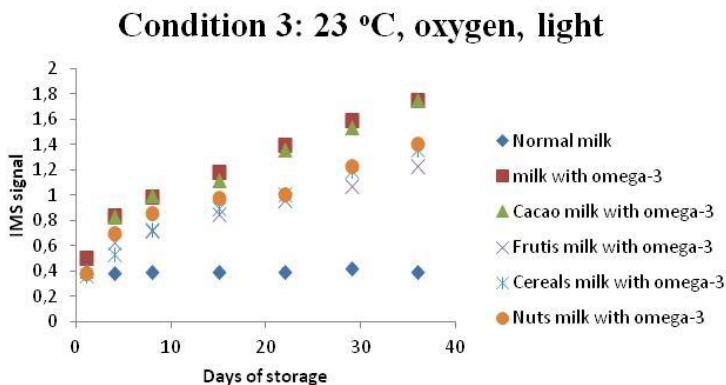 Condition 3: 23 ºC, oxygen, light
2
1,8
1,6
1,4
1,2
1
0,8
0,6
0,4
0,2
0
IMS signal
0 10 20 30 40
Days of storage
Normal milk
milk with omega-3
Cacao milk with omega-3
Frutis milk with omega-3
Cereals milk with omega-3
Nuts milk with omega-3